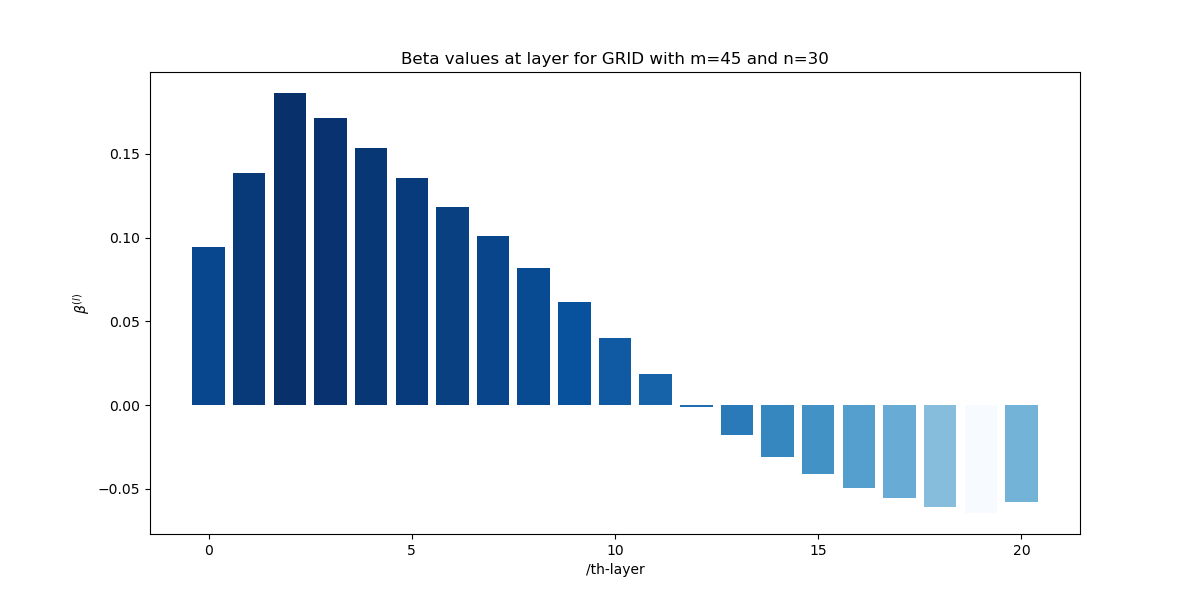 Beta values at layer for GRID with m=45 and n=30
0.15
0.10
0.05
0.00
−0.05
β^(l)
0 5 10 15 20
/th-layer